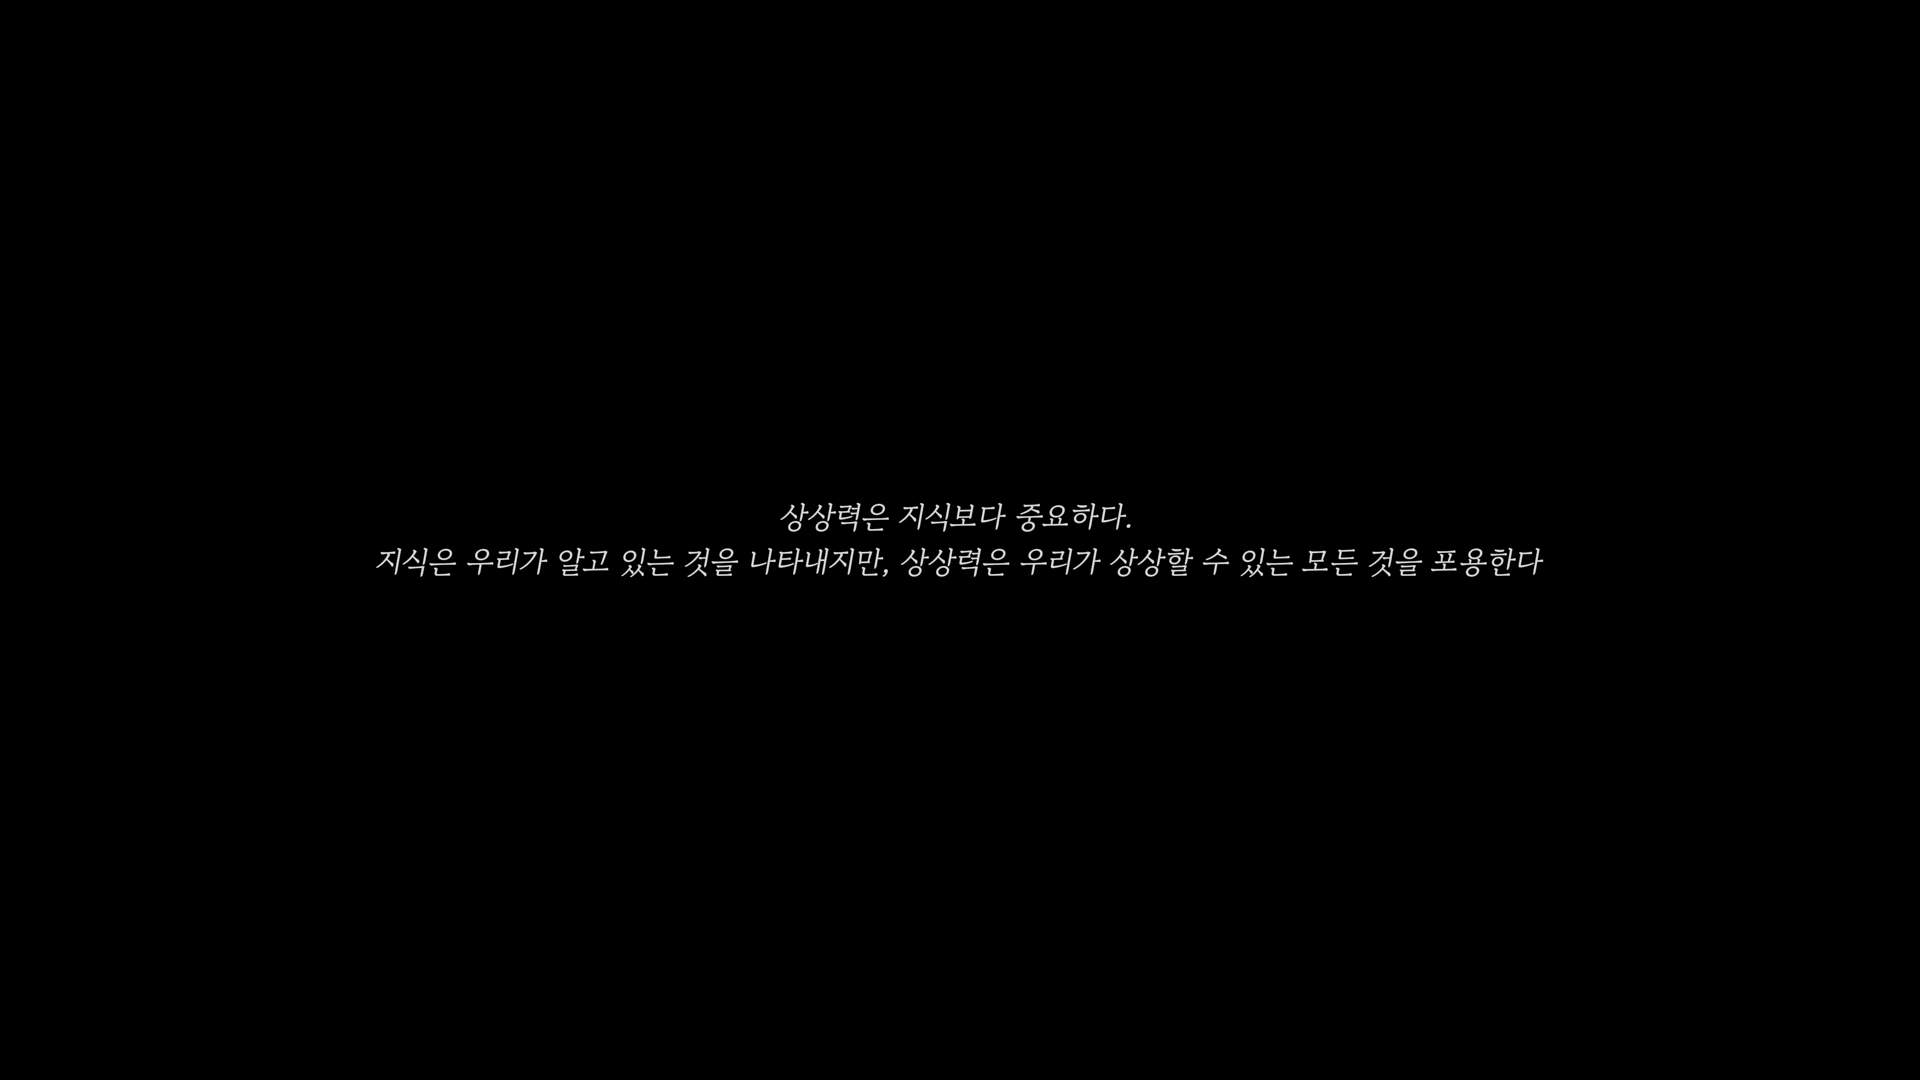 상상력은 지식보다 중요하다.
지식은 우리가 알고 있는 것을 나타내지만, 상상력은 우리가 상상할 수 있는 모든 것을 포용한다